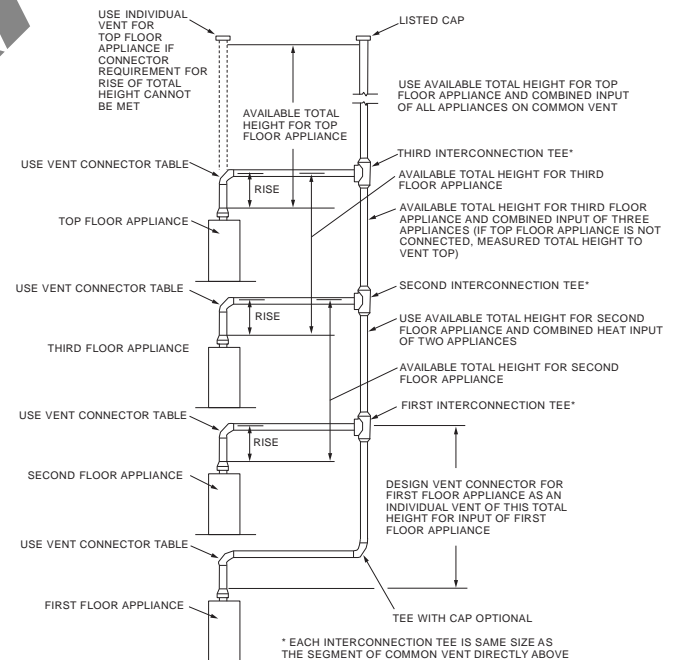 USE INDIVIDUAL
VENT FOR
TOP FLOOR
APPLIANCE IF
CONNECTOR
REQUIREMENT FOR
RISE OF TOTAL
HEIGHT CANNOT
BE MET
LISTED CAP
USE AVAILABLE TOTAL HEIGHT FOR TOP
FLOOR APPLIANCE AND COMBINED INPUT
OF ALL APPLIANCES ON COMMON VENT
AVAILABLE TOTAL
HEIGHT FOR TOP
FLOOR APPLIANCE
THIRD INTERCONNECTION TEE*
USE VENT CONNECTOR TABLE
AVAILABLE TOTAL HEIGHT FOR THIRD
FLOOR APPLIANCE
RISE
TOP FLOOR APPLIANCE
AVAILABLE TOTAL HEIGHT FOR THIRD FLOOR
APPLIANCE AND COMBINED INPUT OF THREE
APPLIANCES (IF TOP FLOOR APPLIANCE IS NOT
CONNECTED, MEASURED TOTAL HEIGHT TO
VENT TOP)
USE VENT CONNECTOR TABLE
SECOND INTERCONNECTION TEE*
RISE
USE AVAILABLE TOTAL HEIGHT FOR SECOND
FLOOR APPLIANCE AND COMBINED HEAT INPUT
OF TWO APPLIANCES
THIRD FLOOR APPLIANCE
AVAILABLE TOTAL HEIGHT FOR SECOND
FLOOR APPLIANCE
USE VENT CONNECTOR TABLE
FIRST INTERCONNECTION TEE*
RISE
SECOND FLOOR APPLIANCE
DESIGN VENT CONNECTOR FOR
FIRST FLOOR APPLIANCE AS AN
INDIVIDUAL VENT OF THIS TOTAL
HEIGHT FOR INPUT OF FIRST
FLOOR APPLIANCE
USE VENT CONNECTOR TABLE
FIRST FLOOR APPLIANCE
TEE WITH CAP OPTIONAL
* EACH INTERCONNECTION TEE IS SAME SIZE AS
THE SEGMENT OF COMMON VENT DIRECTLY ABOVE